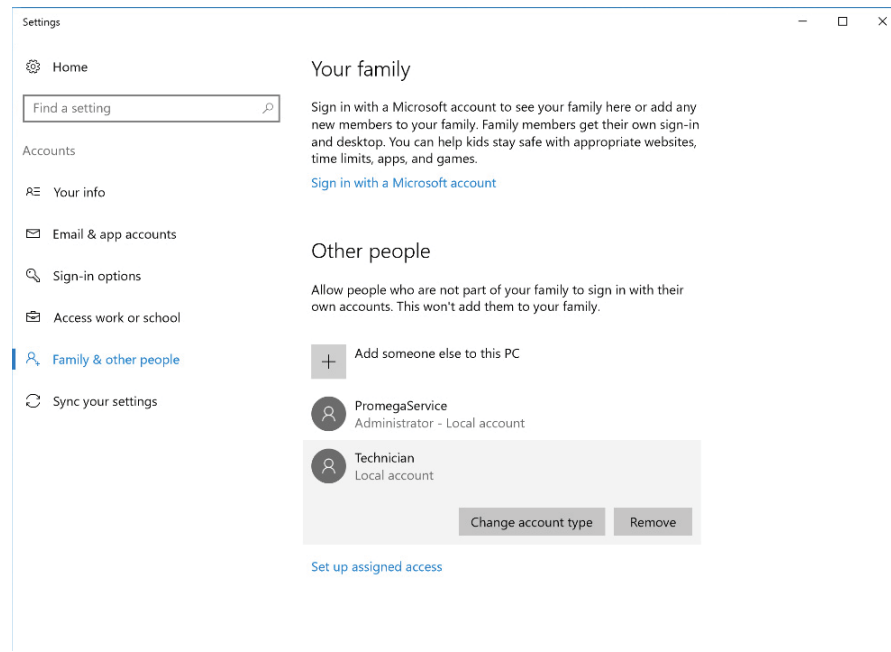 Settings
Home
Find a setting
Accounts
Your info
Email & app accounts
Sign-in options
Access work or school
Family & other people
Sync your settings
Your family
Sign in with a Microsoft account to see your family here or add any
new members to your family. Family members get their own sign-in
and desktop. You can help kids stay safe with appropriate websites,
time limits, apps, and games.
Sign in with a Microsoft account
Other people
Allow people who are not part of your family to sign in with their
own accounts. This won't add them to your family.
Add someone else to this PC
PromegaService
Administrator - Local account
Technician
Local account
Change account type
Remove
Set up assigned access